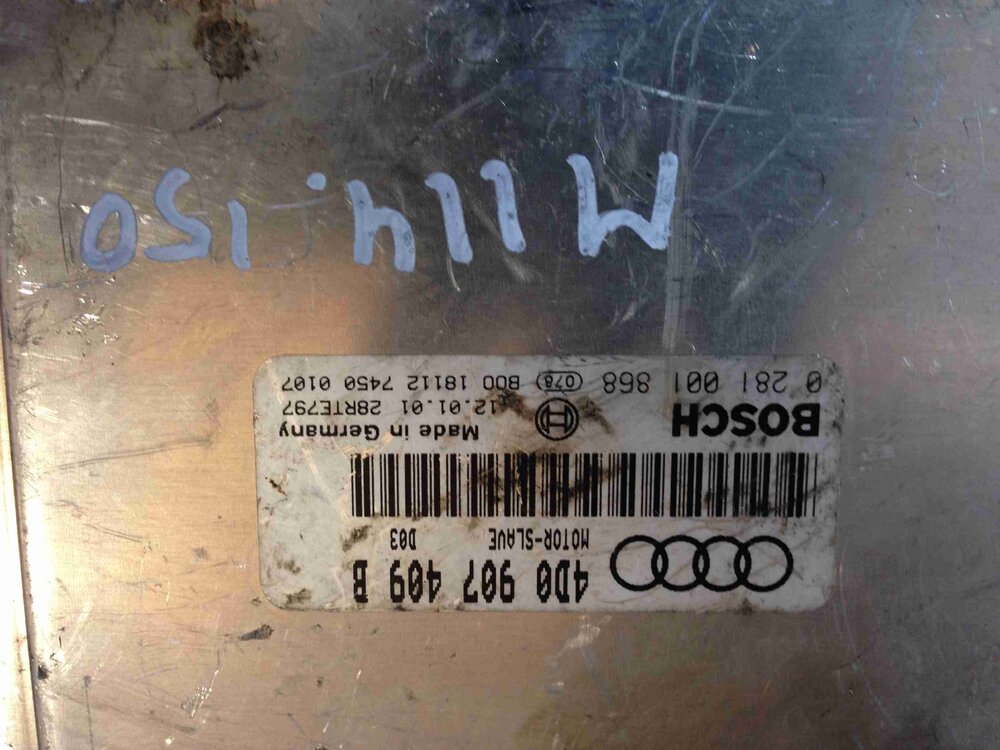 4D0 907 409 B
MOTOR-SLAVE D03
BOSCH Made in Germany
12.01.01 28RTE797
0 281 001 868 078 B00 18112 7450 0107
M114.150